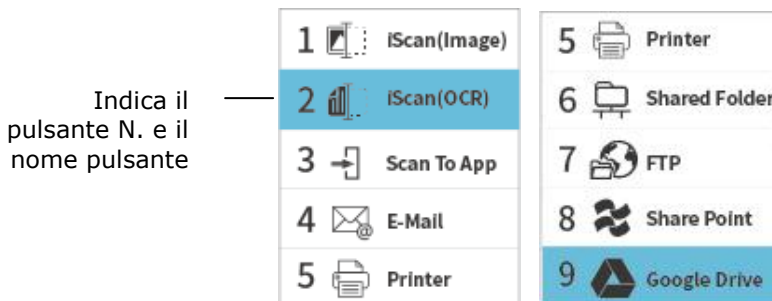 Indica il
pulsante N. e il
nome pulsante
1 iScan(Image)
2 iScan(OCR)
3 Scan To App
4 E-Mail
5 Printer
5 Printer
6 Shared Folder
7 FTP
8 Share Point
9 Google Drive